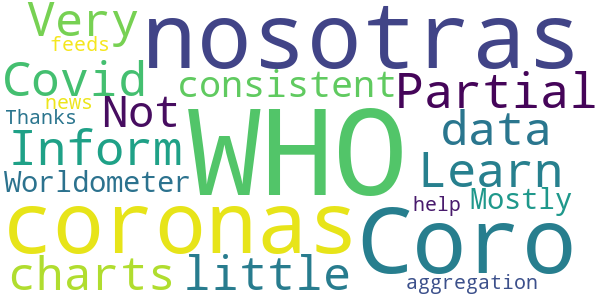 Very nosotras
feeds
Covid consistent Partial
news Not
Thanks WHO data
Inform Learn
Worldometer Mostly
help
coronas Coro
charts little
aggregation